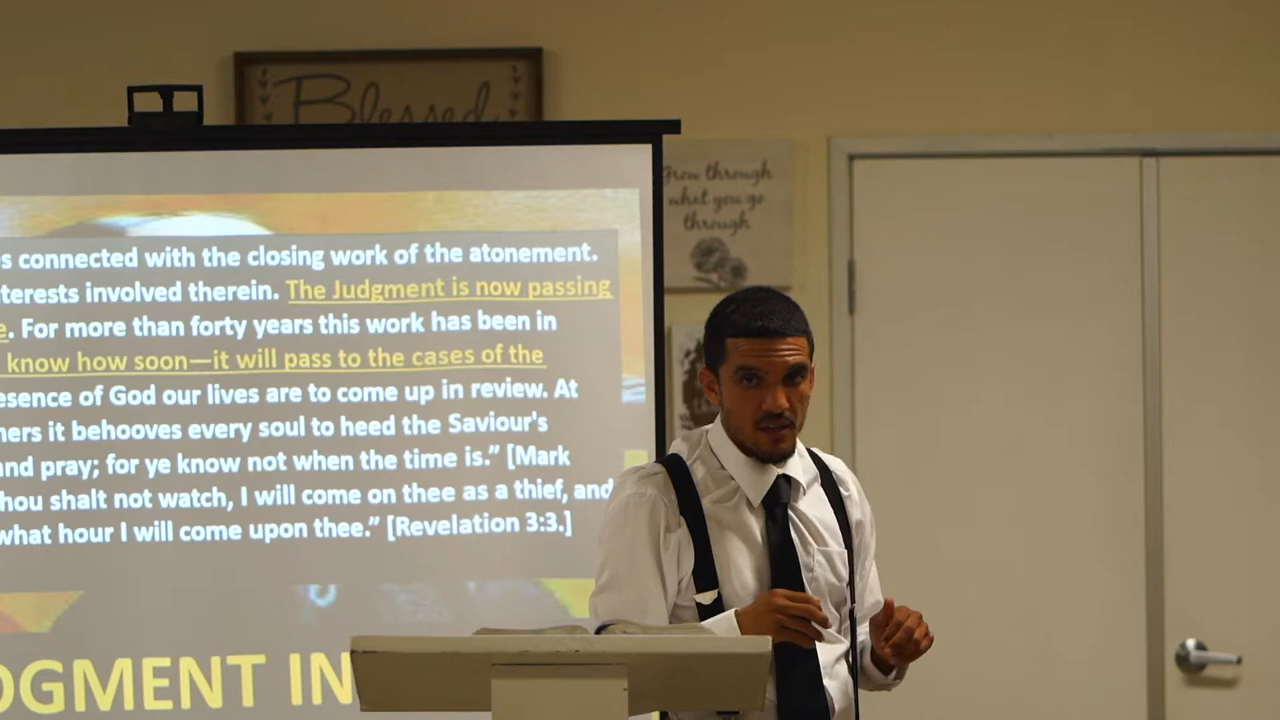 Blessed
Grow through
what you go
through
s connected with the closing work of the atonement.
terests involved therein. The Judgment is now passing
e. For more than forty years this work has been in
know how soon—it will pass to the cases of the
esence of God our lives are to come up in review. At
hers it behooves every soul to heed the Saviour's
and pray; for ye know not when the time is.” [Mark
hou shalt not watch, I will come on thee as a thief, and
what hour I will come upon thee.” [Revelation 3:3.]
DGMENT IN